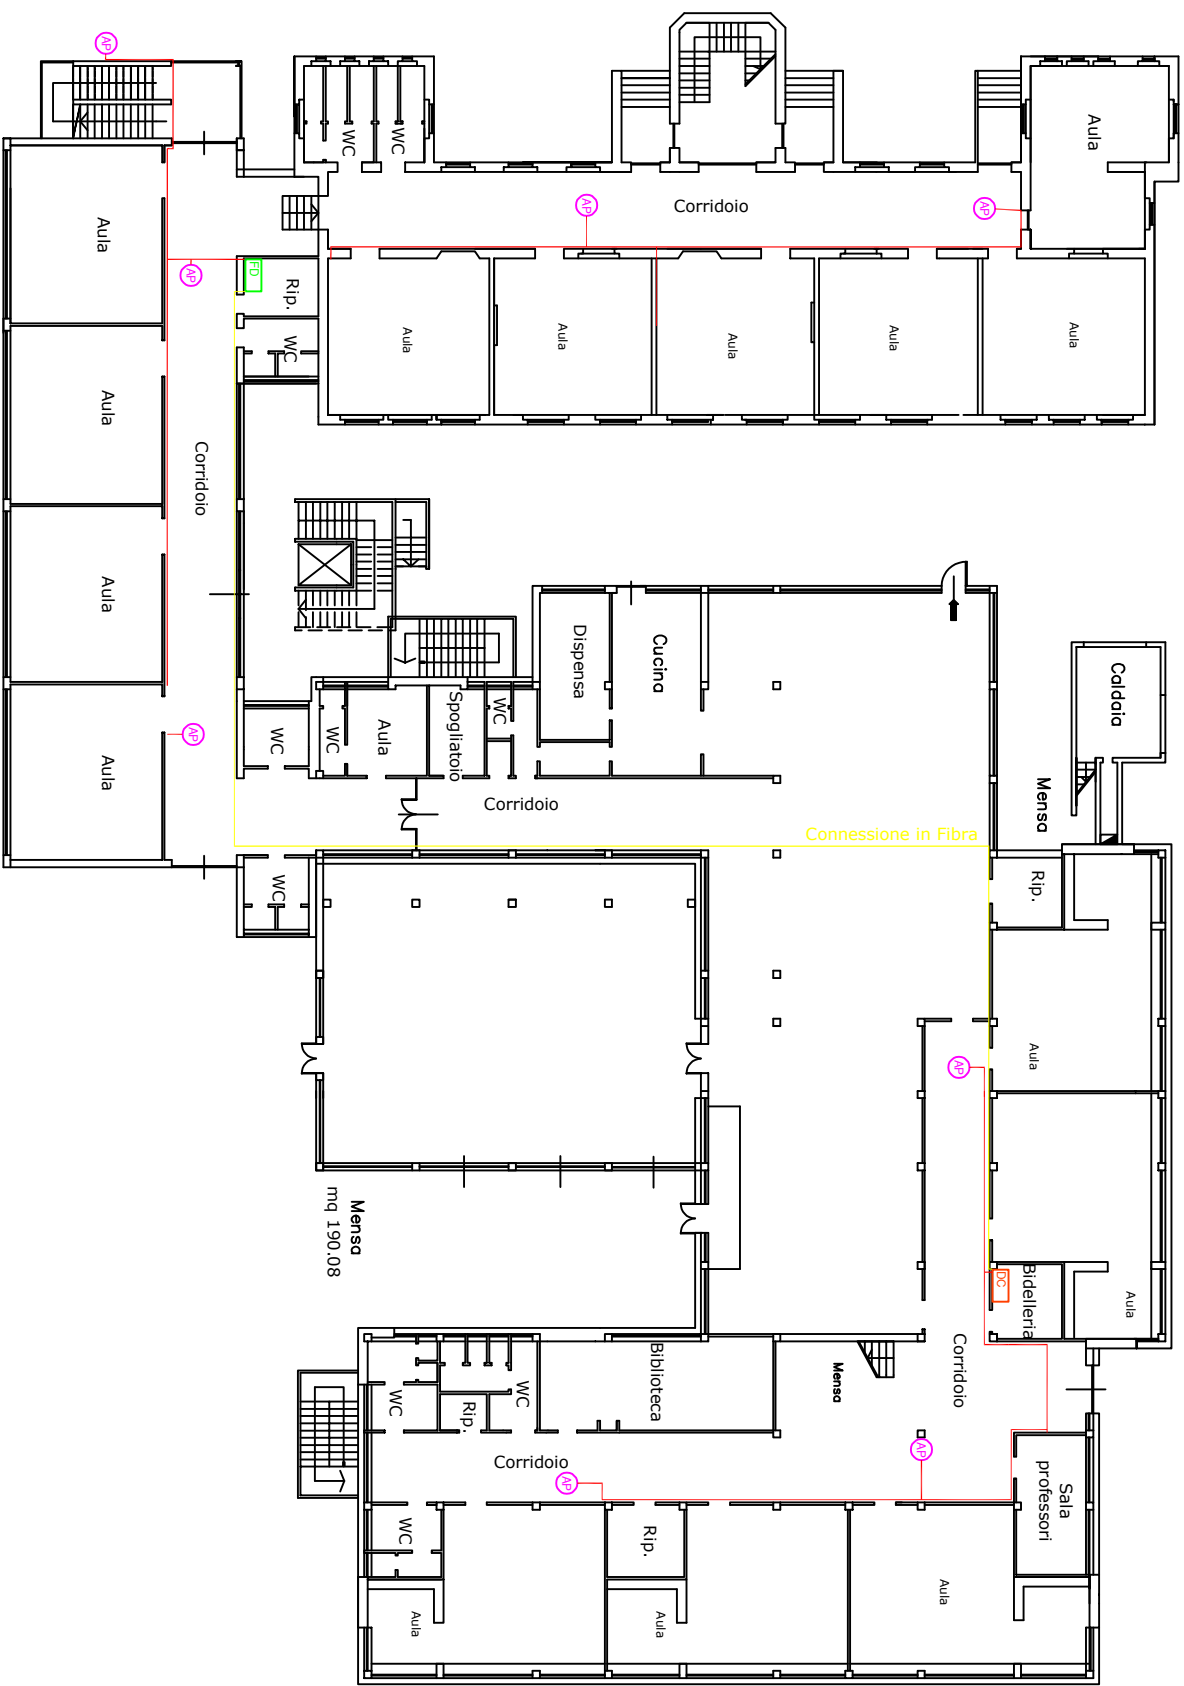 AP
WC
WC
Aula
AP
Corridoio
AP
Aula
AP
FD
Rip.
WC
Aula
Aula
Aula
Aula
Aula
Aula
Corridoio
Aula
Dispensa
Cucina
Caldaia
AP
Aula
WC
WC
Aula
Spogliatoio
WC
Corridoio
Mensa
Connessione in Fibra
WC
Rip.
Aula
AP
Mensa
mq 190.08
DC
Bidelleria
Aula
Biblioteca
Mensa
Corridoio
WC
Rip.
WC
Corridoio
AP
AP
Sala
professori
WC
Rip.
Aula
Aula
Aula